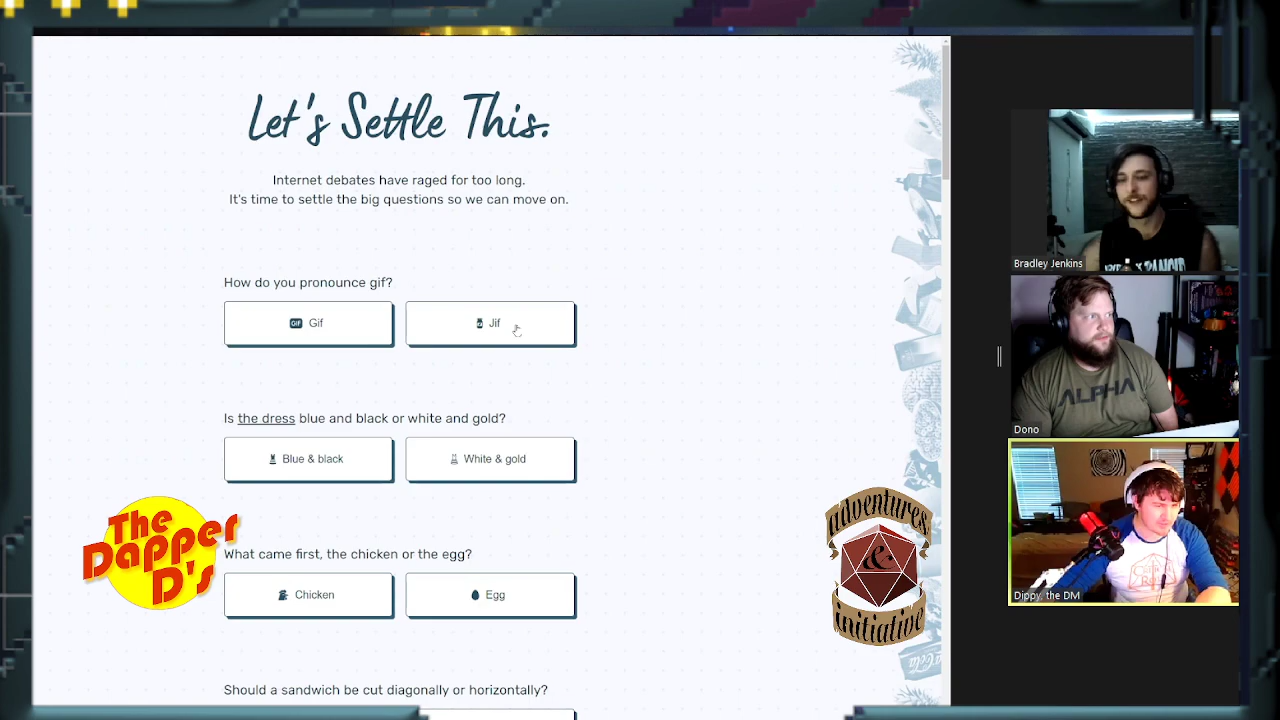 Let's Settle This.
Internet debates have raged for too long.
It's time to settle the big questions so we can move on.
How do you pronounce gif?
GIF Gif
Jif
Is the dress blue and black or white and gold?
Blue & black
White & gold
What came first, the chicken or the egg?
Chicken
Egg
Should a sandwich be cut diagonally or horizontally?
The
Dapper
D's
adventures
&
initiative
Bradley Jenkins
ALPHA
Dono
Dippy, the DM